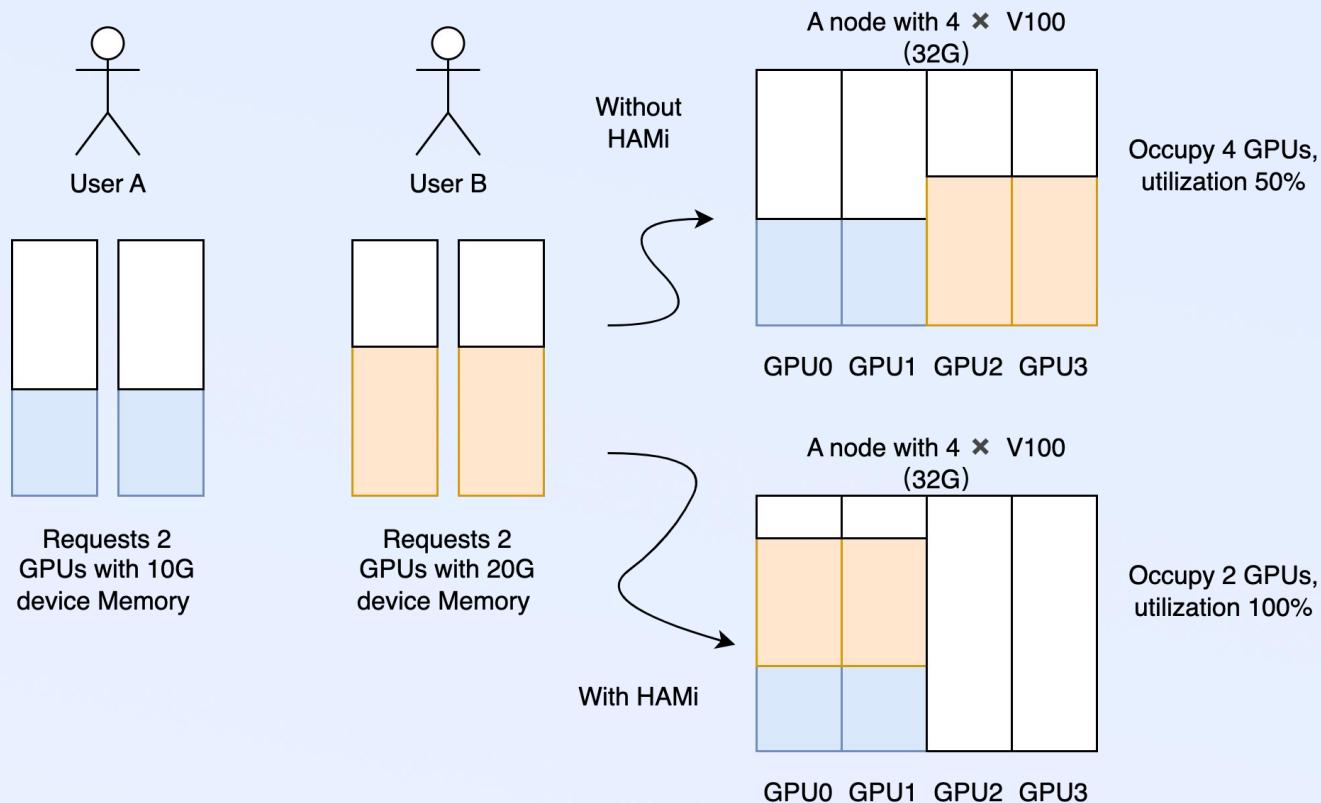 User A
Requests 2
GPUs with 10G
device Memory
User B
Requests 2
GPUs with 20G
device Memory
Without
HAMi
A node with 4 ✖ V100
(32G)
GPU0 GPU1 GPU2 GPU3
Occupy 4 GPUs,
utilization 50%
With HAMi
A node with 4 ✖ V100
(32G)
GPU0 GPU1 GPU2 GPU3
Occupy 2 GPUs,
utilization 100%